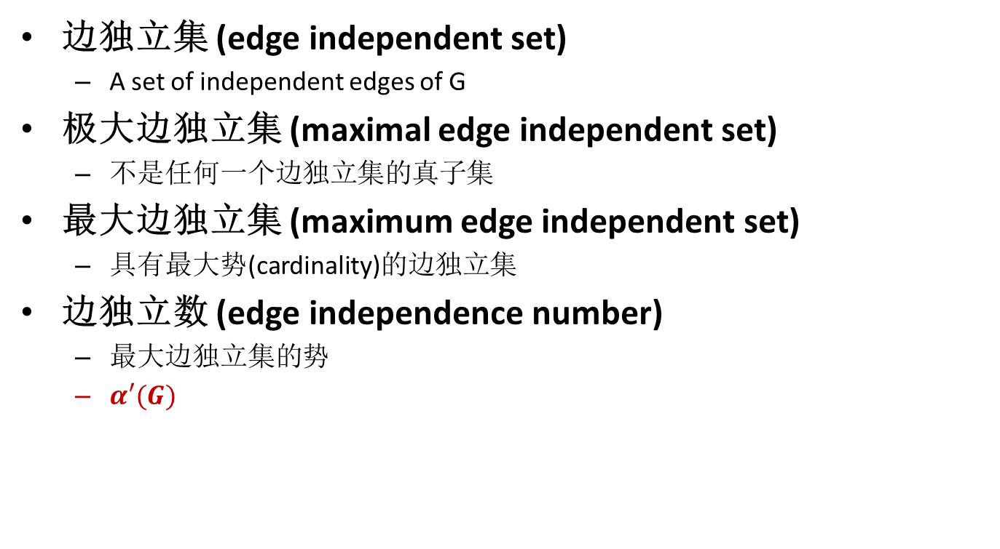 • 边独立集 (edge independent set)
– A set of independent edges of G
• 极大边独立集 (maximal edge independent set)
– 不是任何一个边独立集的真子集
• 最大边独立集 (maximum edge independent set)
– 具有最大势(cardinality)的边独立集
• 边独立数 (edge independence number)
– 最大边独立集的势
– α′(G)